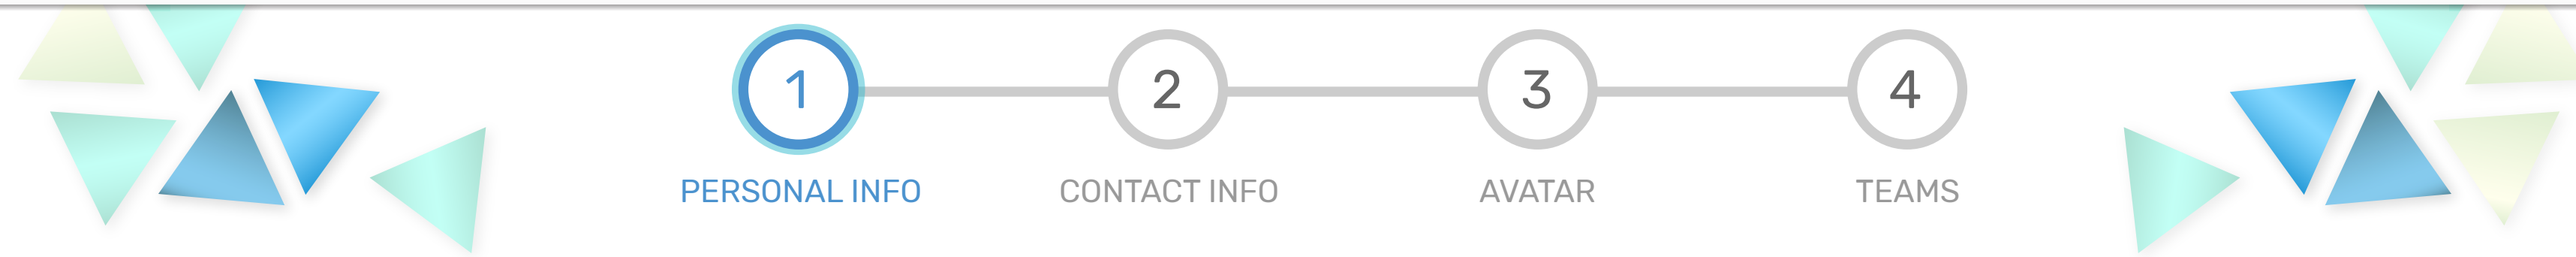 1 2 3 4
PERSONAL INFO CONTACT INFO AVATAR TEAMS